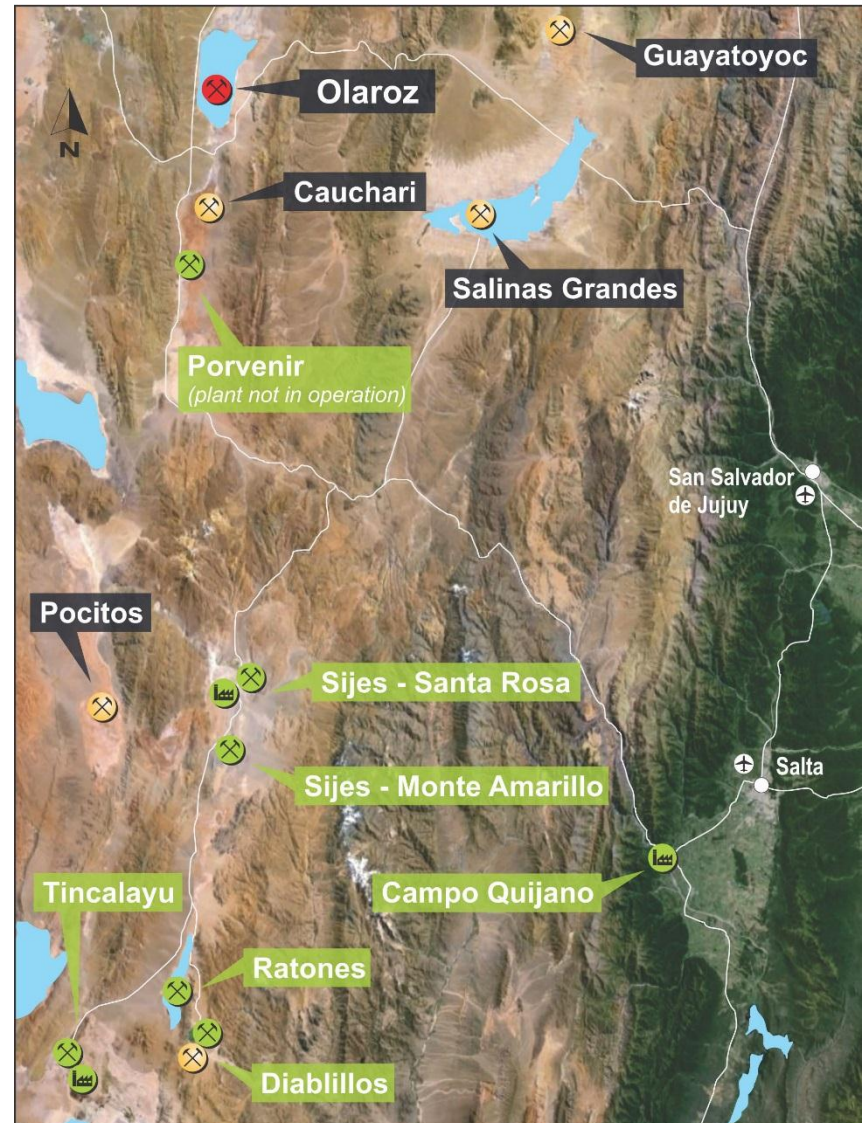 Guayatoyoc
Olaroz
N
Cauchari
Salinas Grandes
Porvenir
(plant not in operation)
San Salvador
de Jujuy
Pocitos
Sijes - Santa Rosa
Sijes - Monte Amarillo
Salta
Tincalayu
Campo Quijano
Ratones
Diablillos